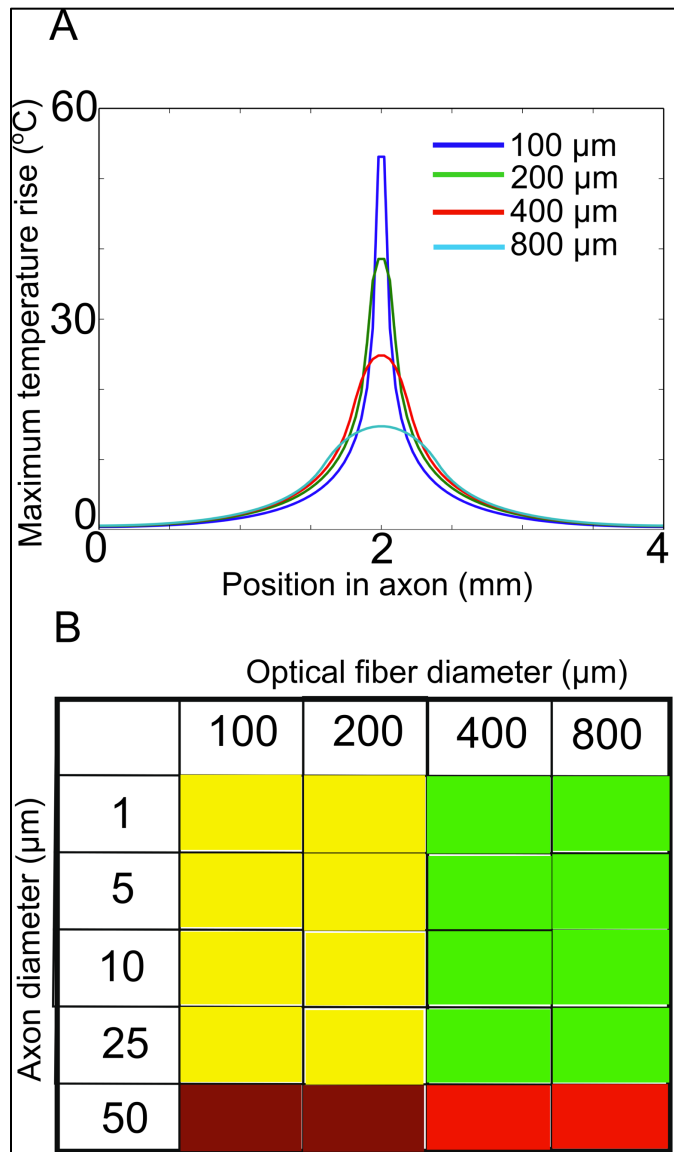 A
Maximum temperature rise (ºC)
60
30
0
100 µm
200 µm
400 µm
800 µm
0 2 4
Position in axon (mm)
B
Optical fiber diameter (µm)
Axon diameter (µm)
100 200 400 800
1
5
10
25
50